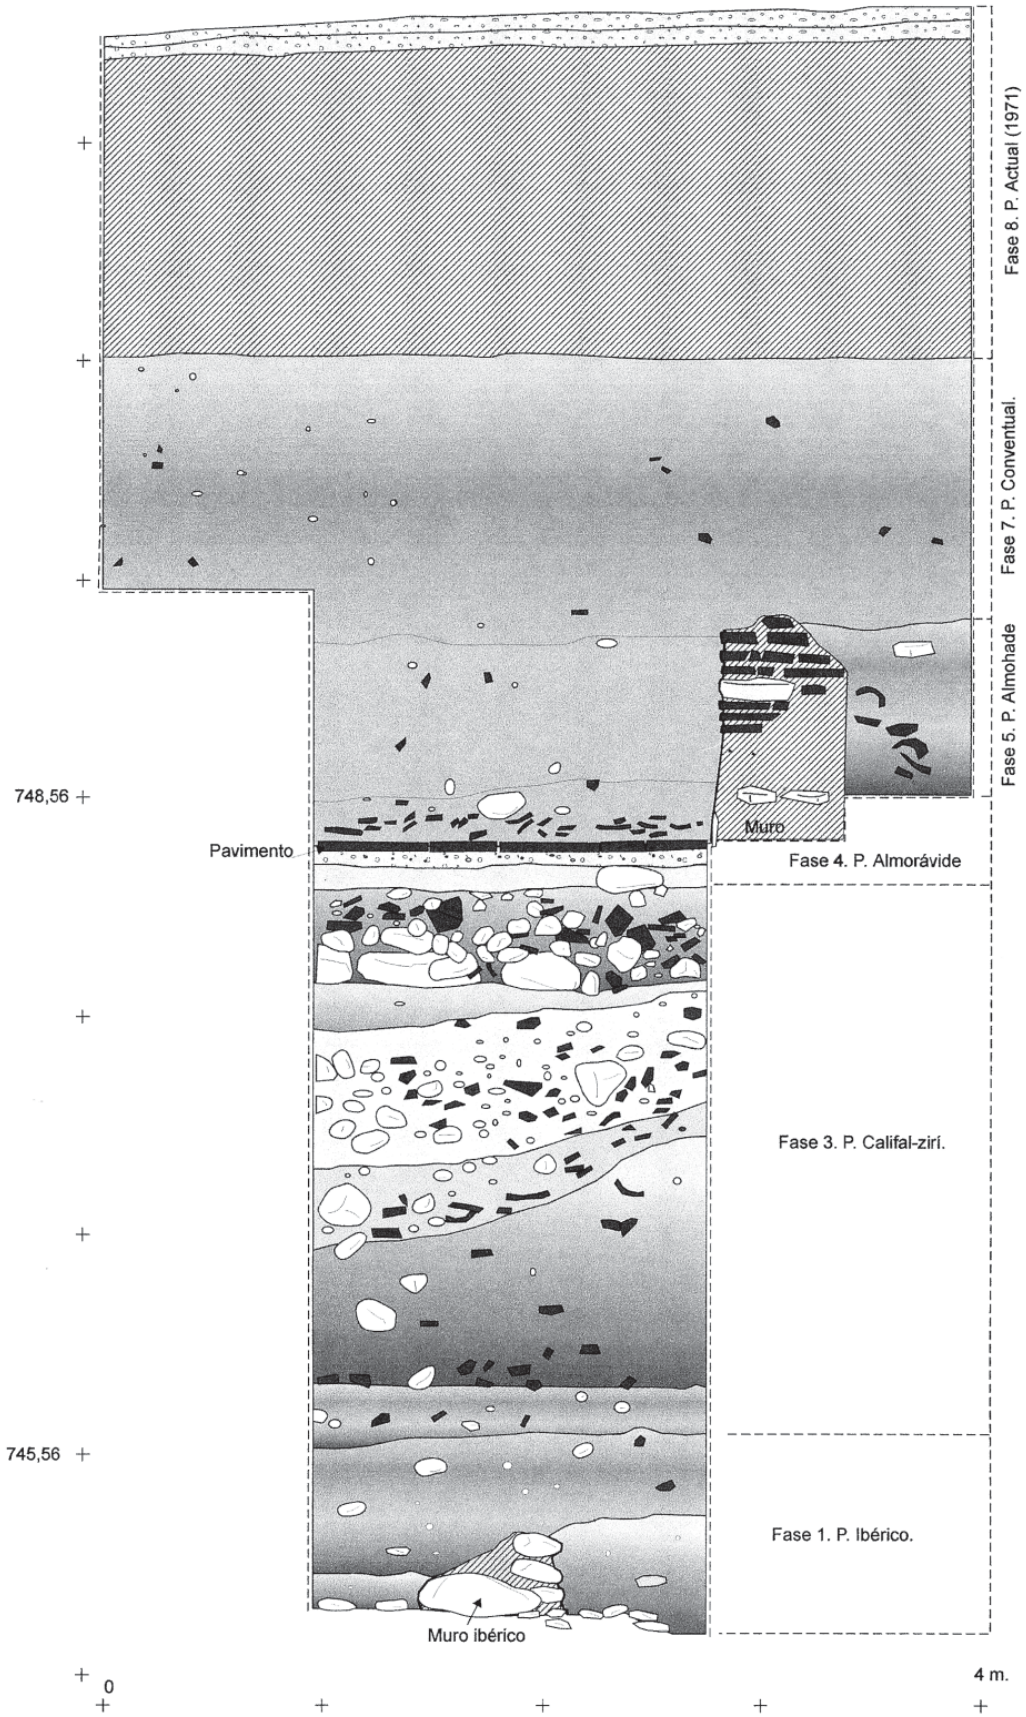 Fase 8. P. Actual (1971)
Fase 7. P. Conventual.
Fase 5. P. Almohade
748,56
Muro
Pavimento
Fase 4. P. Almorávide
Fase 3. P. Califal-zirí.
745,56
Fase 1. P. Ibérico.
Muro ibérico
0
4 m.